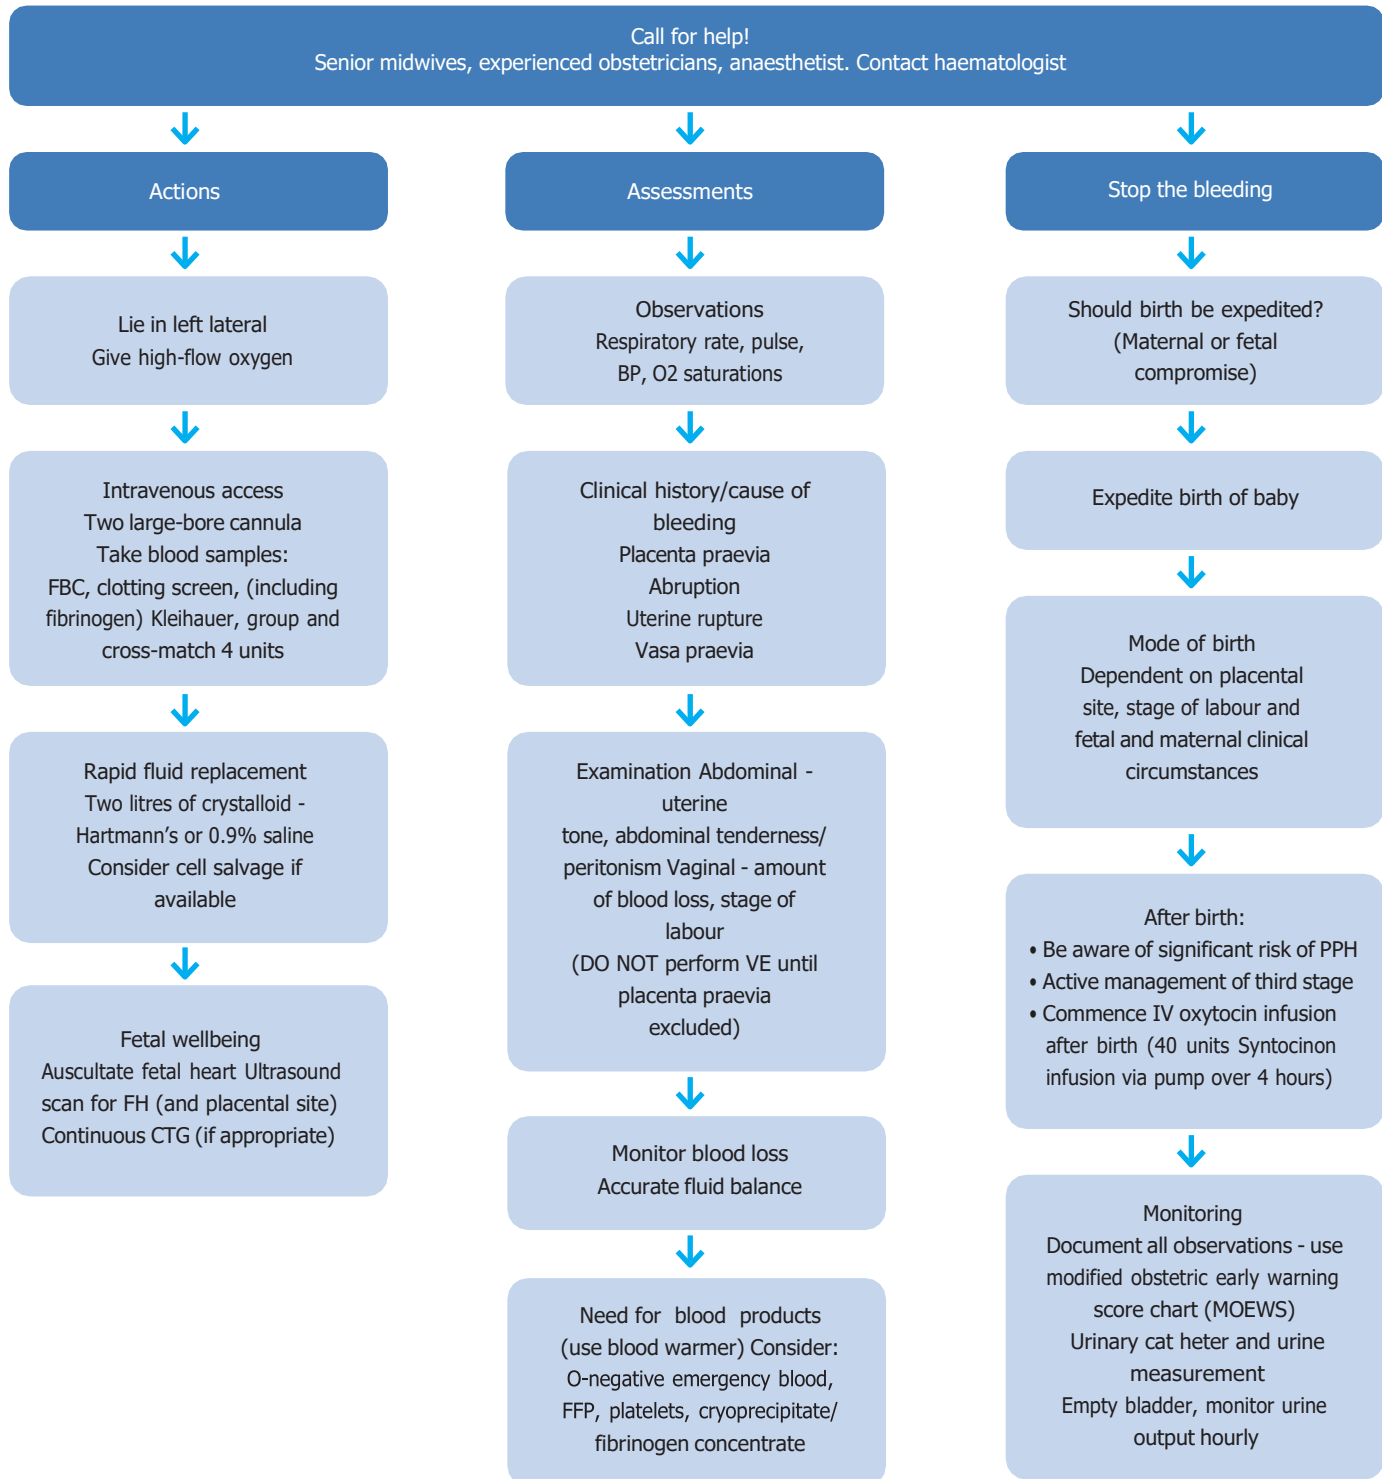 Call for help!
Senior midwives, experienced obstetricians, anaesthetist. Contact haematologist
Actions
Lie in left lateral
Give high-flow oxygen
Intravenous access
Two large-bore cannula
Take blood samples:
FBC, clotting screen, (including
fibrinogen) Kleihauer, group and
cross-match 4 units
Rapid fluid replacement
Two litres of crystalloid -
Hartmann's or 0.9% saline
Consider cell salvage if
available
Fetal wellbeing
Auscultate fetal heart Ultrasound
scan for FH (and placental site)
Continuous CTG (if appropriate)
Assessments
Observations
Respiratory rate, pulse,
BP, O2 saturations
Clinical history/cause of
bleeding
Placenta praevia
Abruption
Uterine rupture
Vasa praevia
Examination Abdominal -
uterine
tone, abdominal tenderness/
peritonism Vaginal - amount
of blood loss, stage of
labour
(DO NOT perform VE until
placenta praevia
excluded)
Monitor blood loss
Accurate fluid balance
Need for blood products
(use blood warmer) Consider:
O-negative emergency blood,
FFP, platelets, cryoprecipitate/
fibrinogen concentrate
Stop the bleeding
Should birth be expedited?
(Maternal or fetal
compromise)
Expedite birth of baby
Mode of birth
Dependent on placental
site, stage of labour and
fetal and maternal clinical
circumstances
After birth:
• Be aware of significant risk of PPH
• Active management of third stage
• Commence IV oxytocin infusion
after birth (40 units Syntocinon
infusion via pump over 4 hours)
Monitoring
Document all observations - use
modified obstetric early warning
score chart (MOEWS)
Urinary cat heter and urine
measurement
Empty bladder, monitor urine
output hourly